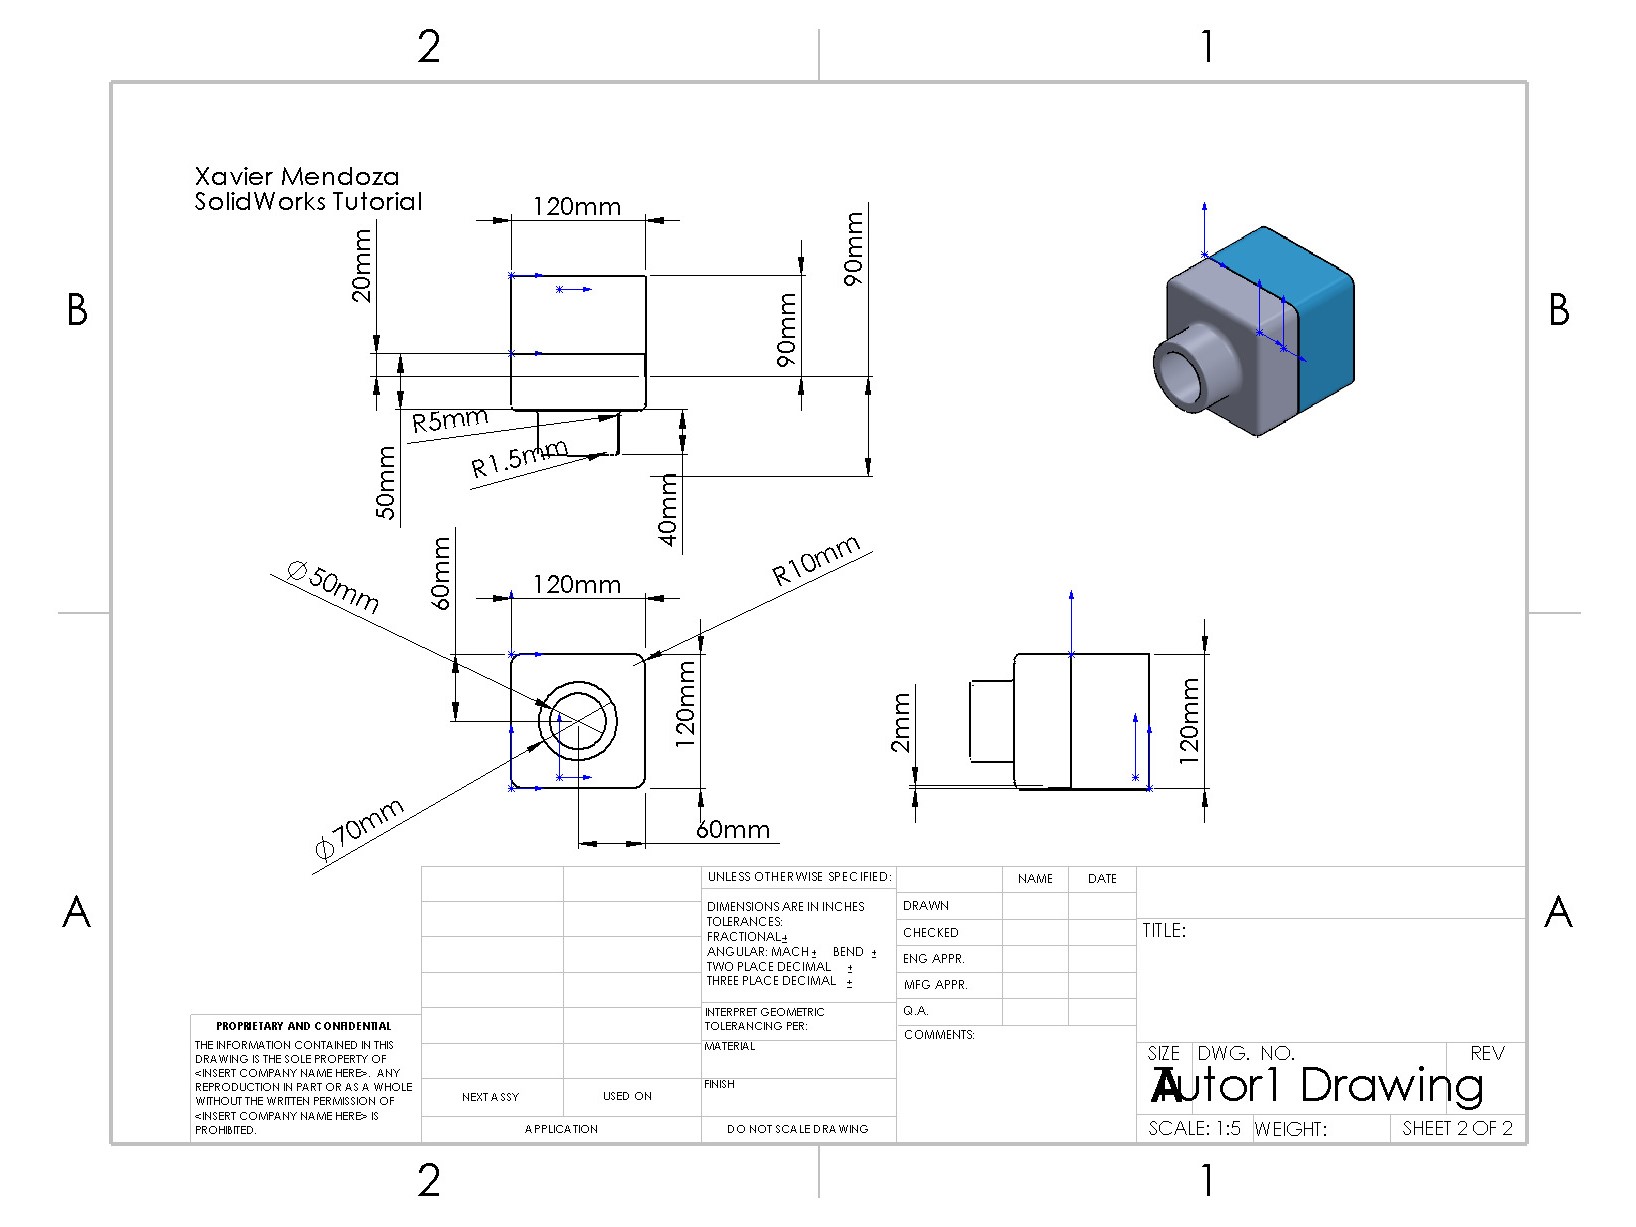 2
1
Xavier Mendoza
SolidWorks Tutorial
120mm
20mm
90mm
90mm
B
B
R5mm
R1.5mm
50mm
40mm
60mm
∅50mm
120mm
R10mm
120mm
2mm
120mm
∅70mm
60mm
A
A
UNLESS OTHERWISE SPECIFIED:
DIMENSIONS ARE IN INCHES
TOLERANCES:
FRACTIONAL±
ANGULAR: MACH± BEND ±
TWO PLACE DECIMAL ±
THREE PLACE DECIMAL ±
INTERPRET GEOMETRIC
TOLERANCING PER:
MATERIAL
FINISH
DO NOT SCALE DRAWING
NAME DATE
DRAWN
CHECKED
ENG APPR.
MFG APPR.
Q.A.
COMMENTS:
TITLE:
SIZE DWG. NO. REV
A
Tutor1 Drawing
SCALE: 1:5 WEIGHT: SHEET 2 OF 2
PROPRIETARY AND CONFIDENTIAL
THE INFORMATION CONTAINED IN THIS
DRAWING IS THE SOLE PROPERTY OF
<INSERT COMPANY NAME HERE>. ANY
REPRODUCTION IN PART OR AS A WHOLE
WITHOUT THE WRITTEN PERMISSION OF
<INSERT COMPANY NAME HERE> IS
PROHIBITED.
NEXT ASSY USED ON
APPLICATION
2
1